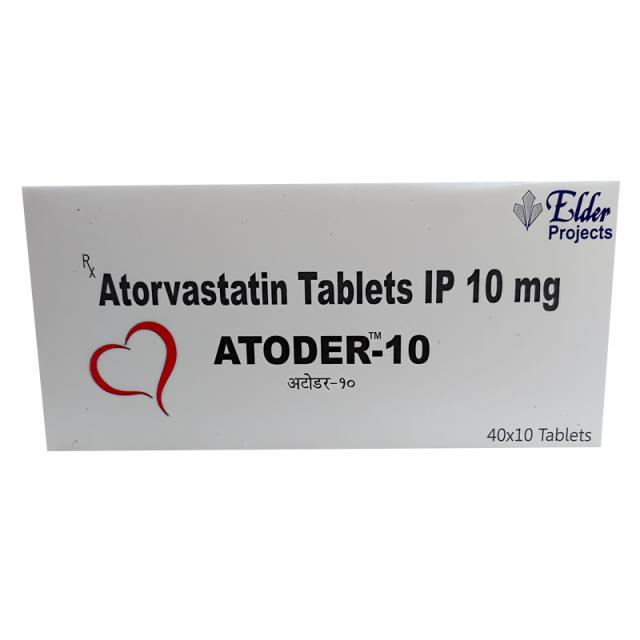 Elder
Projects
Rx Atorvastatin Tablets IP 10 mg
ATODER™-10
अटोडर-१०
40x10 Tablets